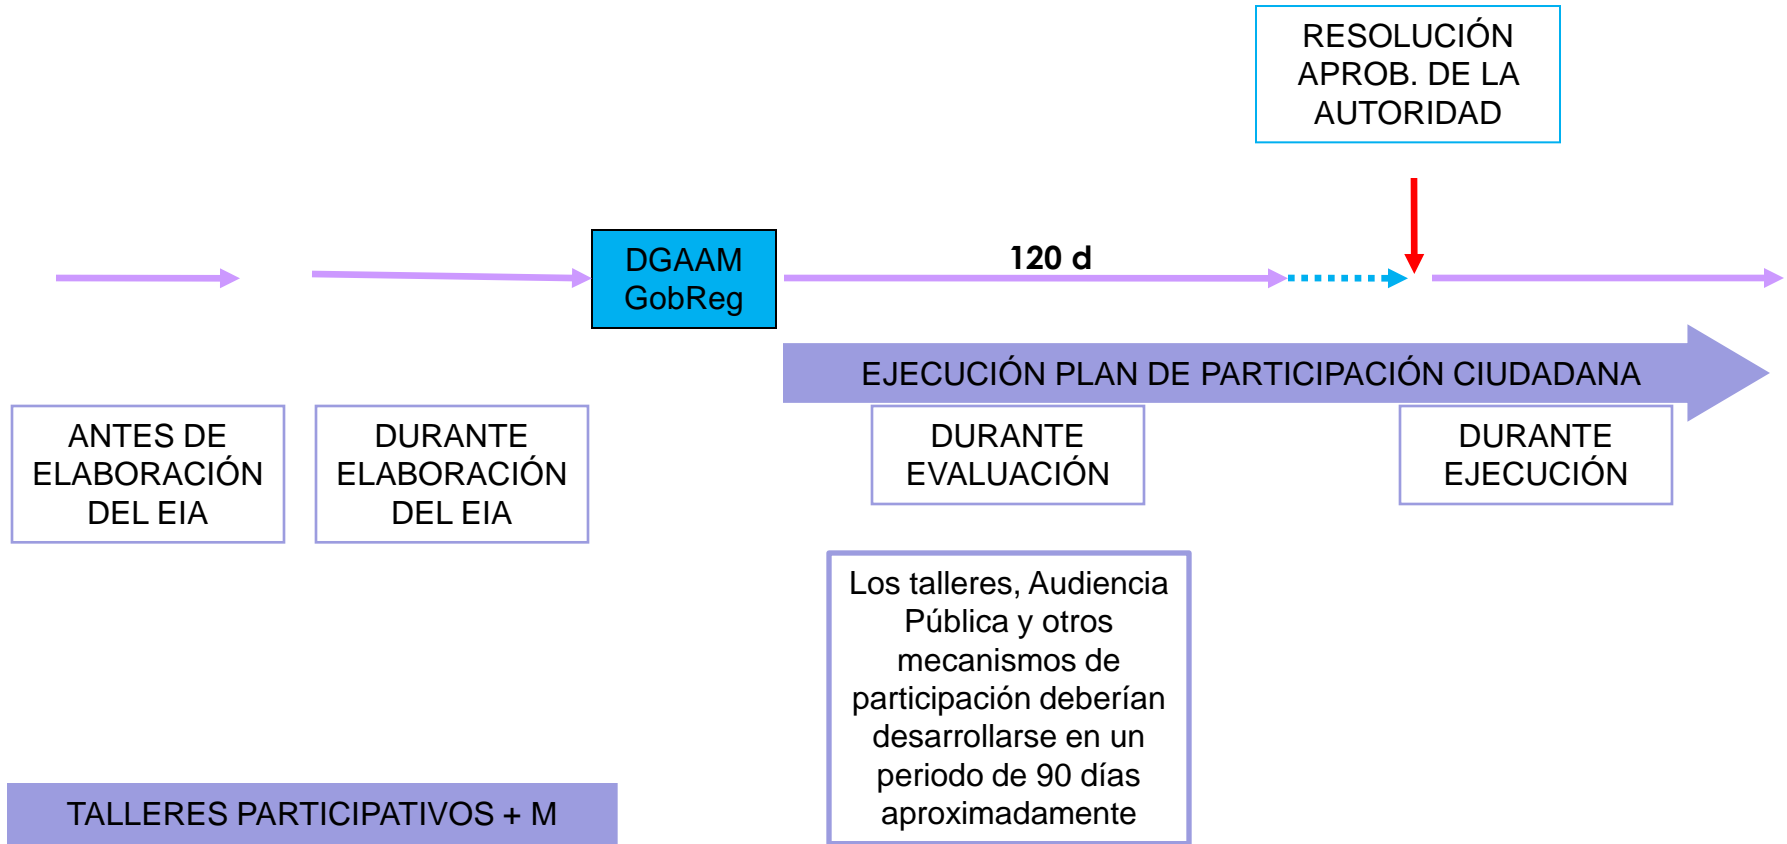 RESOLUCIÓN
APROB. DE LA
AUTORIDAD
DGAAM
GobReg
120 d
EJECUCIÓN PLAN DE PARTICIPACIÓN CIUDADANA
ANTES DE
ELABORACIÓN
DEL EIA
DURANTE
ELABORACIÓN
DEL EIA
DURANTE
EVALUACIÓN
DURANTE
EJECUCIÓN
Los talleres, Audiencia
Pública y otros
mecanismos de
participación deberían
desarrollarse en un
periodo de 90 días
aproximadamente
TALLERES PARTICIPATIVOS + M